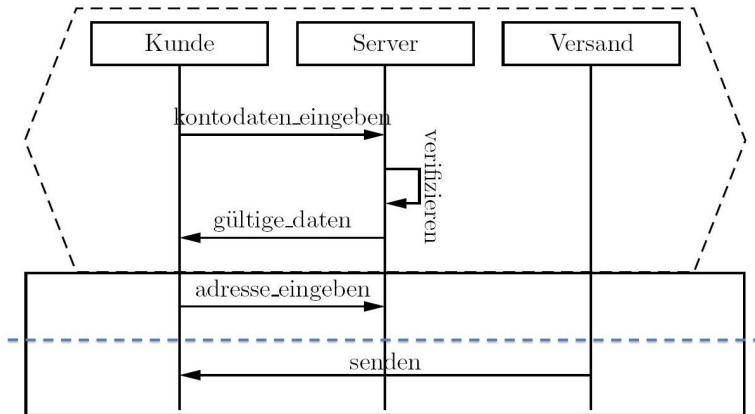 Kunde
Server
Versand
kontodaten_eingeben
verifizieren
gültige_daten
adresse_eingeben
senden